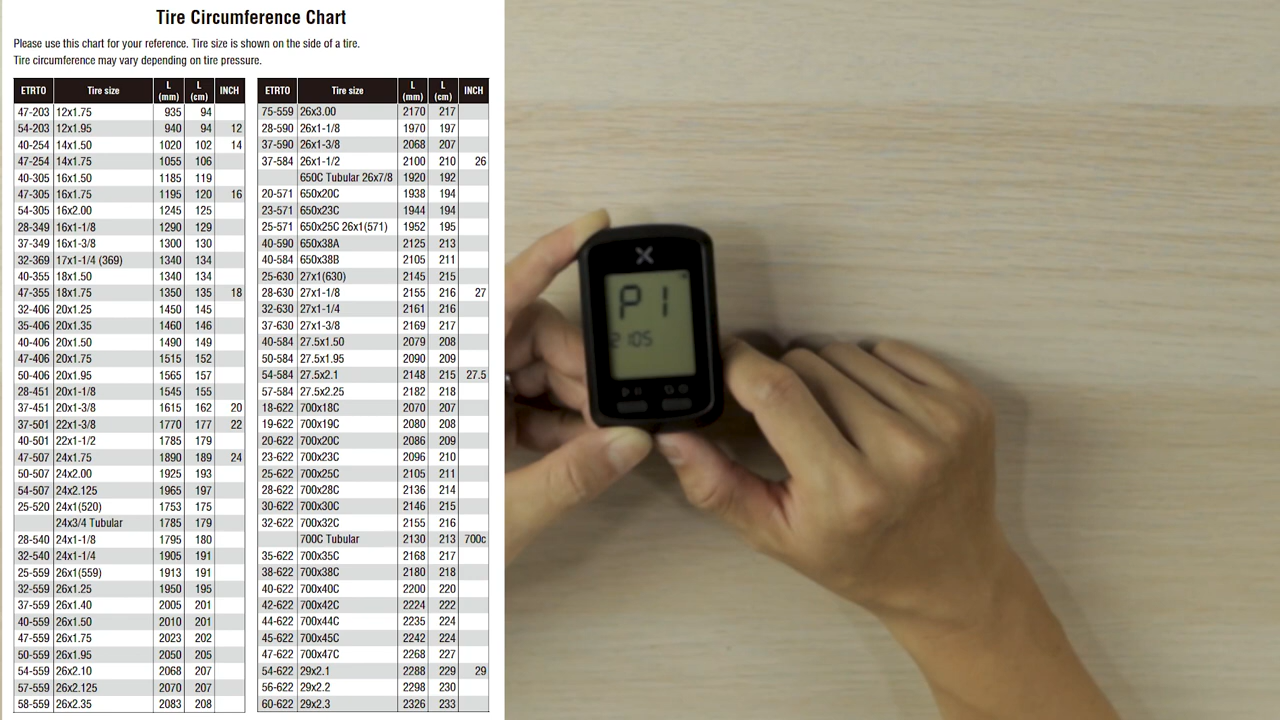 Tire Circumference Chart
Please use this chart for your reference. Tire size is shown on the side of a tire.
Tire circumference may vary depending on tire pressure.
ETRTO Tire size L (mm) L (cm) INCH
47-203 12x1.75 935 94
54-203 12x1.95 940 94 12
40-254 14x1.50 1020 102 14
47-254 14x1.75 1055 106
40-305 16x1.50 1185 119
47-305 16x1.75 1195 120 16
54-305 16x2.00 1245 125
28-349 16x1-1/8 1290 129
37-349 16x1-3/8 1300 130
32-369 17x1-1/4 (369) 1340 134
40-355 18x1.50 1340 134
47-355 18x1.75 1350 135 18
32-406 20x1.25 1450 145
35-406 20x1.35 1460 146
40-406 20x1.50 1490 149
47-406 20x1.75 1515 152
50-406 20x1.95 1565 157
28-451 20x1-1/8 1545 155
37-451 20x1-3/8 1615 162 20
37-501 22x1-3/8 1770 177 22
40-501 22x1-1/2 1785 179
47-507 24x1.75 1890 189 24
50-507 24x2.00 1925 193
54-507 24x2.125 1965 197
25-520 24x1(520) 1753 175
24x3/4 Tubular 1785 179
28-540 24x1-1/8 1795 180
32-540 24x1-1/4 1905 191
25-559 26x1(559) 1913 191
32-559 26x1.25 1950 195
37-559 26x1.40 2005 201
40-559 26x1.50 2010 201
47-559 26x1.75 2023 202
50-559 26x1.95 2050 205
54-559 26x2.10 2068 207
57-559 26x2.125 2070 207
58-559 26x2.35 2083 208
ETRTO Tire size L (mm) L (cm) INCH
75-559 26x3.00 2170 217
28-590 26x1-1/8 1970 197
37-590 26x1-3/8 2068 207
37-584 26x1-1/2 2100 210 26
650C Tubular 26x7/8 1920 192
20-571 650x20C 1938 194
23-571 650x23C 1944 194
25-571 650x25C 26x1(571) 1952 195
40-590 650x38A 2125 213
40-584 650x38B 2105 211
25-630 27x1(630) 2145 215
28-630 27x1-1/8 2155 216 27
32-630 27x1-1/4 2161 216
37-630 27x1-3/8 2169 217
40-584 27.5x1.50 2079 208
50-584 27.5x1.95 2090 209
54-584 27.5x2.1 2148 215 27.5
57-584 27.5x2.25 2182 218
18-622 700x18C 2070 207
19-622 700x19C 2080 208
20-622 700x20C 2086 209
23-622 700x23C 2096 210
25-622 700x25C 2105 211
28-622 700x28C 2136 214
30-622 700x30C 2146 215
32-622 700x32C 2155 216
700C Tubular 2130 213 700c
35-622 700x35C 2168 217
38-622 700x38C 2180 218
40-622 700x40C 2200 220
42-622 700x42C 2224 222
44-622 700x44C 2235 224
45-622 700x45C 2242 224
47-622 700x47C 2268 227
54-622 29x2.1 2288 229 29
56-622 29x2.2 2298 230
60-622 29x2.3 2326 233
X
P 1
2105